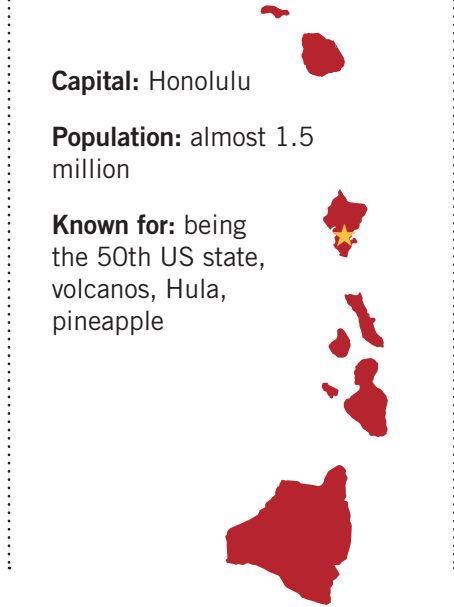 Capital: Honolulu
Population: almost 1.5
million
Known for: being
the 50th US state,
volcanos, Hula,
pineapple